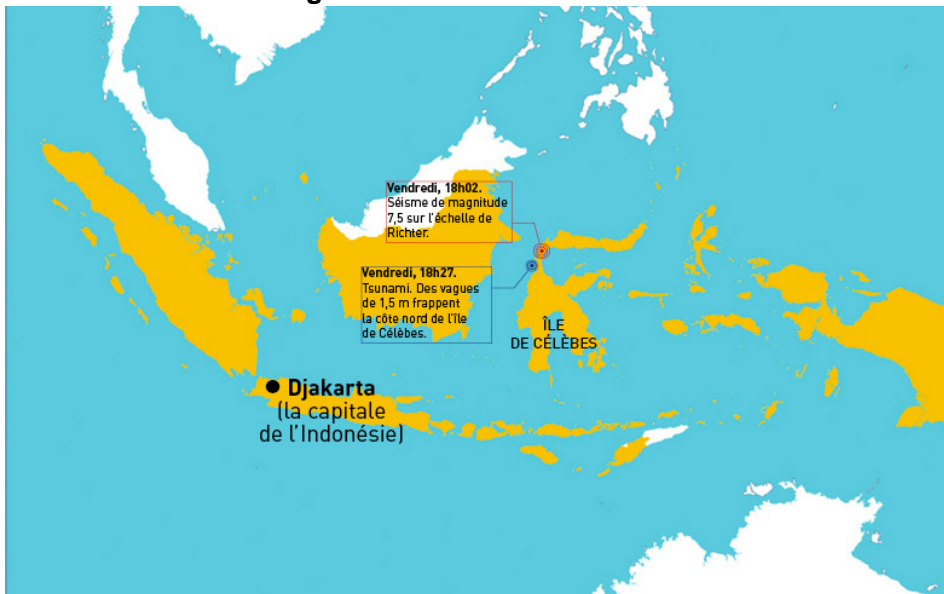 Vendredi, 18h02.
Séisme de magnitude
7,5 sur l'échelle de
Richter.
Vendredi, 18h27.
Tsunami. Des vagues
de 1,5 m frappent
la côte nord de l'île
de Célèbes.
ÎLE
DE CÉLÈBES
Djakarta
(la capitale
de l'Indonésie)